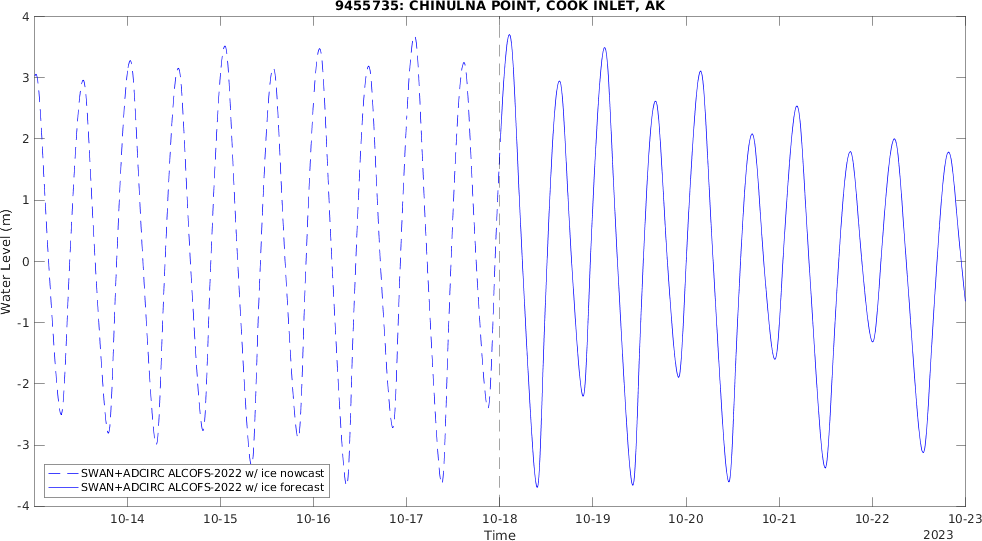 9455735: CHINULNA POINT, COOK INLET, AK
Water Level (m)
4
3
2
1
0
-1
-2
-3
-4
SWAN+ADCIRC ALCOFS-2022 w/ ice nowcast
SWAN+ADCIRC ALCOFS-2022 w/ ice forecast
10-14 10-15 10-16 10-17 10-18 10-19 10-20 10-21 10-22 10-23
Time
2023